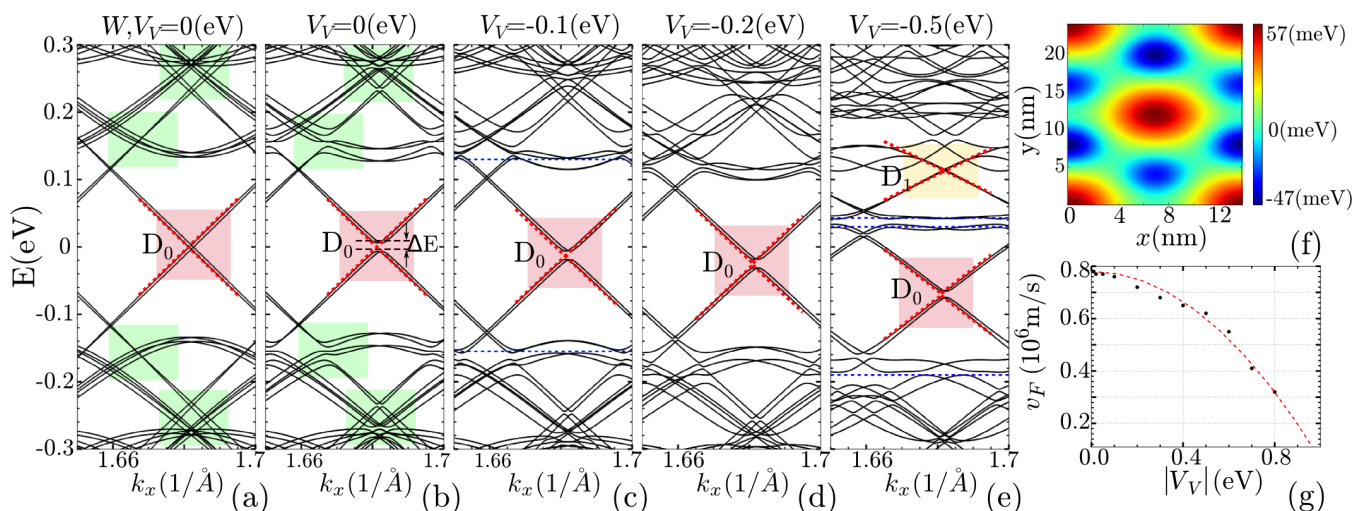 W,V_V=0(eV)
V_V=0(eV)
V_V=-0.1(eV)
V_V=-0.2(eV)
V_V=-0.5(eV)
E(eV)
0.3
0.2
0.1
0
-0.1
-0.2
-0.3
D_0
D_0
ΔE
D_0
D_0
D_1
D_0
1.66
1.7
1.66
1.7
1.66
1.7
1.66
1.7
1.66
1.7
k_x(1/Å)
(a)
k_x(1/Å)
(b)
k_x(1/Å)
(c)
k_x(1/Å)
(d)
k_x(1/Å)
(e)
y(nm)
20
15
10
5
0
4
8
12
x(nm)
57(meV)
0(meV)
-47(meV)
(f)
v_F (10^6m/s)
0.8
0.6
0.4
0.2
0.0
0.4
0.8
|V_V|(eV)
(g)